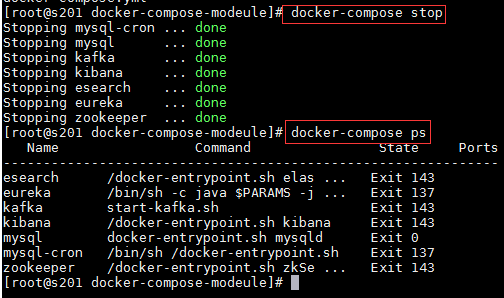 [root@s201 docker-compose-modeule]# docker-compose stop
Stopping mysql-cron ... done
Stopping mysql ... done
Stopping kafka ... done
Stopping kibana ... done
Stopping esearch ... done
Stopping eureka ... done
Stopping zookeeper ... done
[root@s201 docker-compose-modeule]# docker-compose ps
Name Command State Ports
--------------------------------------------------------------
esearch /docker-entrypoint.sh elas ... Exit 143
eureka /bin/sh -c java $PARAMS -j ... Exit 137
kafka start-kafka.sh Exit 143
kibana /docker-entrypoint.sh kibana Exit 143
mysql docker-entrypoint.sh mysqld Exit 0
mysql-cron /bin/sh /docker-entrypoint.sh Exit 137
zookeeper /docker-entrypoint.sh zkSe ... Exit 143
[root@s201 docker-compose-modeule]#